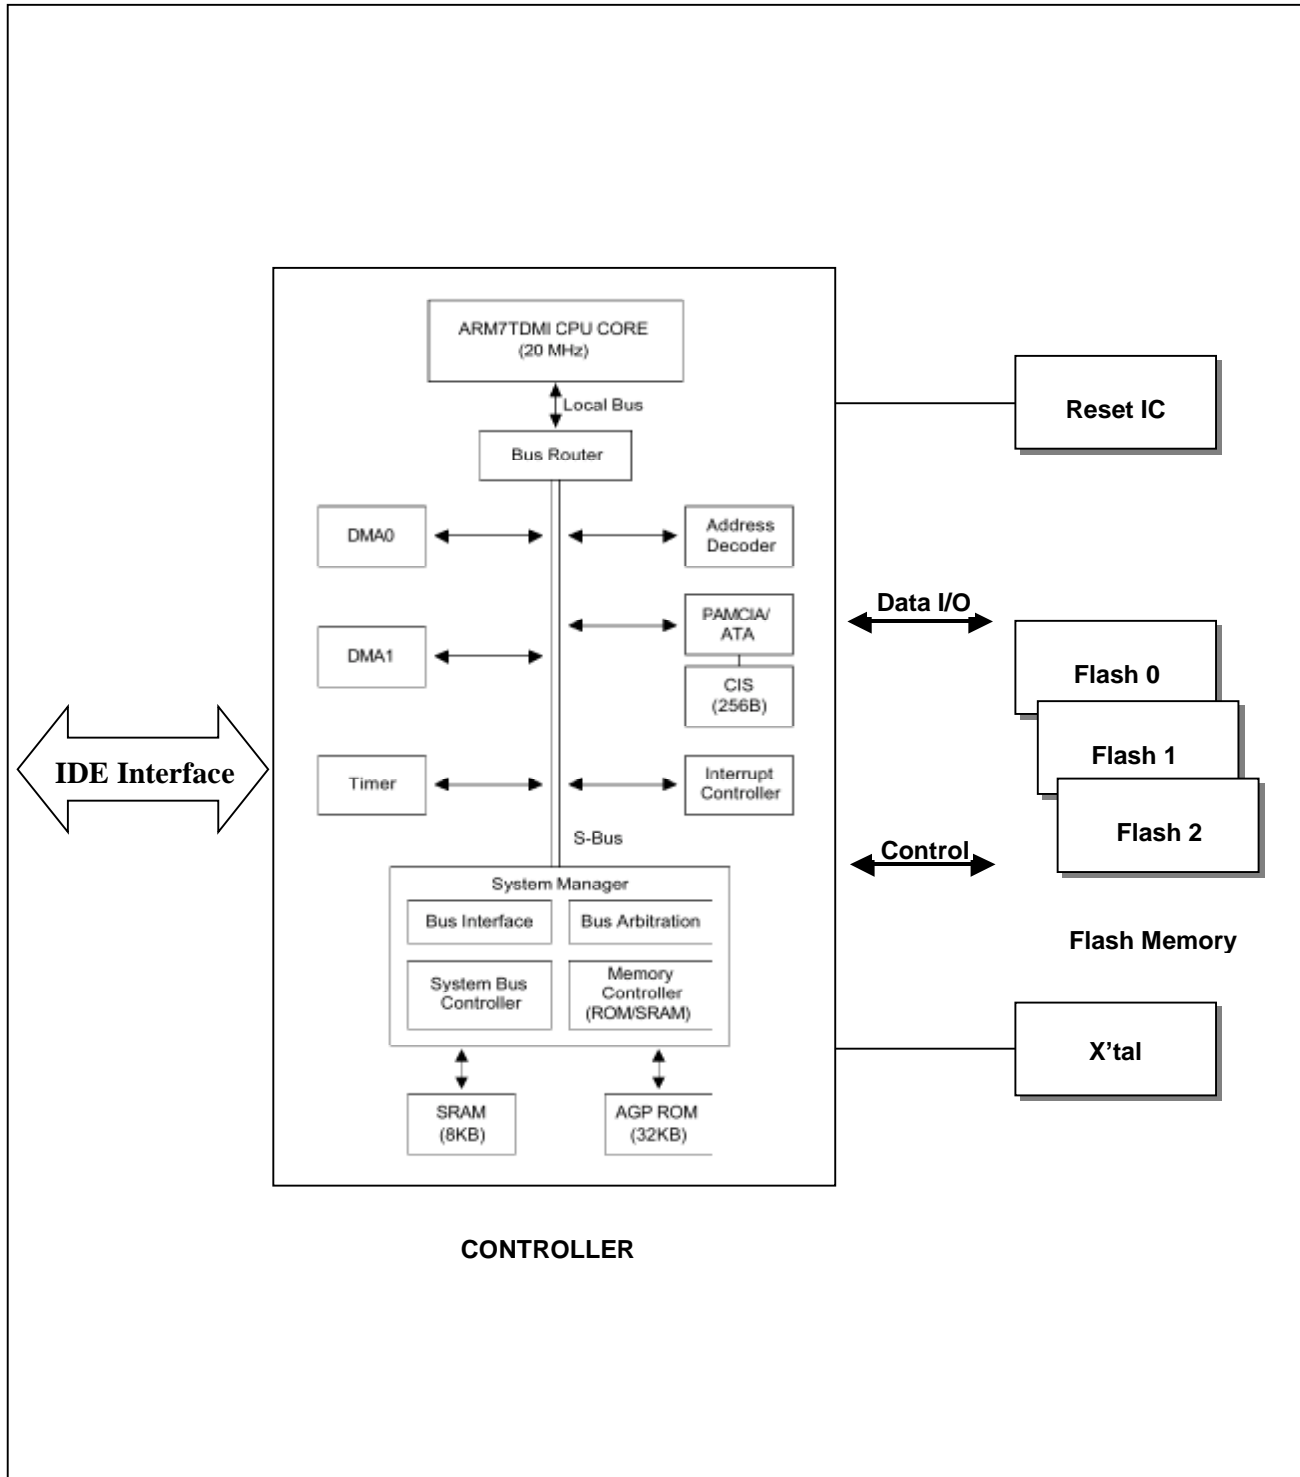 ARM7TDMI CPU CORE
(20 MHz)
Local Bus
Bus Router
Reset IC
DMA0
Address
Decoder
Data I/O
PAMCIA/
ATA
DMA1
CIS
(256B)
Flash 0
IDE Interface
Flash 1
Timer
Interrupt
Controller
Flash 2
S-Bus
Control
System Manager
Bus Interface
Bus Arbitration
Flash Memory
System Bus
Controller
Memory
Controller
(ROM/SRAM)
X'tal
SRAM
(8KB)
AGP ROM
(32KB)
CONTROLLER